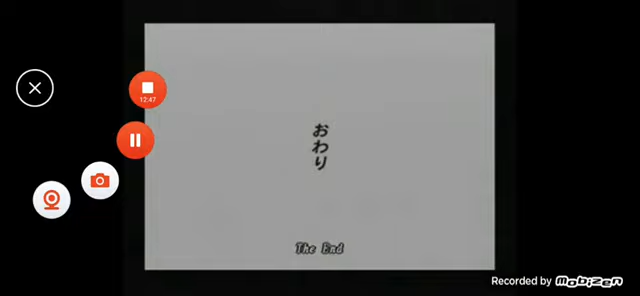 12:47
おわり
The End
Recorded by mobizen